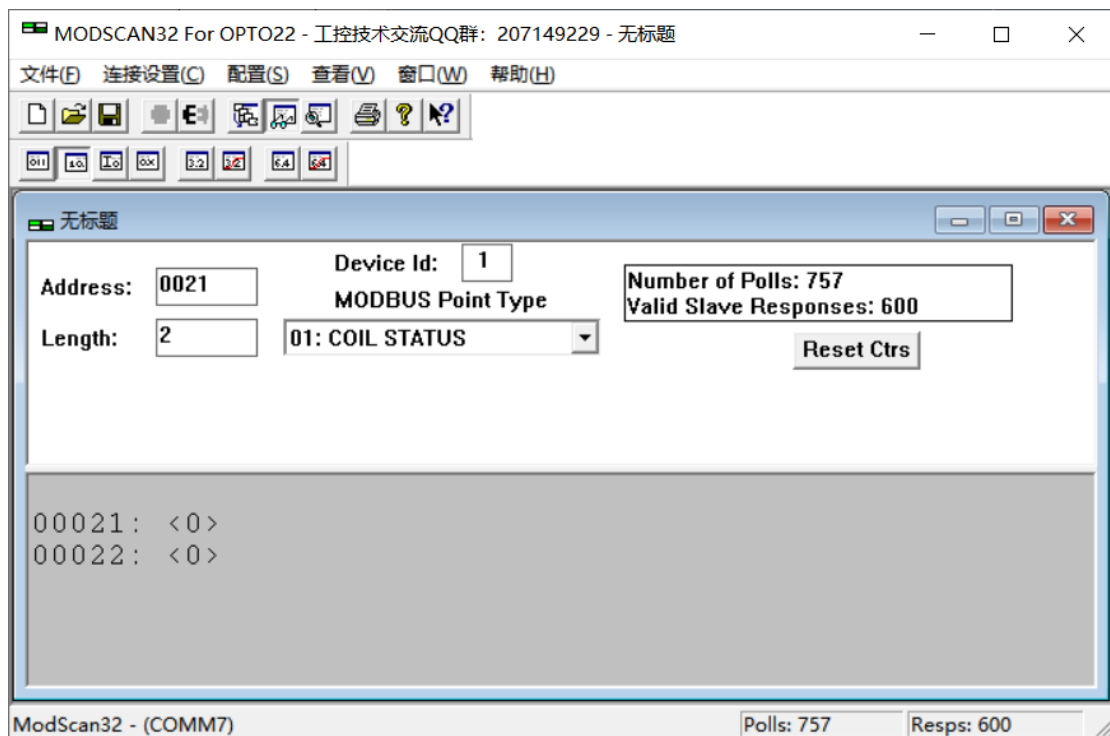 MODSCAN32 For OPTO22 - 工控技术交流QQ群：207149229 - 无标题
文件(F) 连接设置(C) 配置(S) 查看(V) 窗口(W) 帮助(H)
无标题
Address: 0021
Device Id: 1
MODBUS Point Type
Number of Polls: 757
Valid Slave Responses: 600
Length: 2
01: COIL STATUS
Reset Ctrs
00021: <0>
00022: <0>
ModScan32 - (COMM7)
Polls: 757
Resps: 600